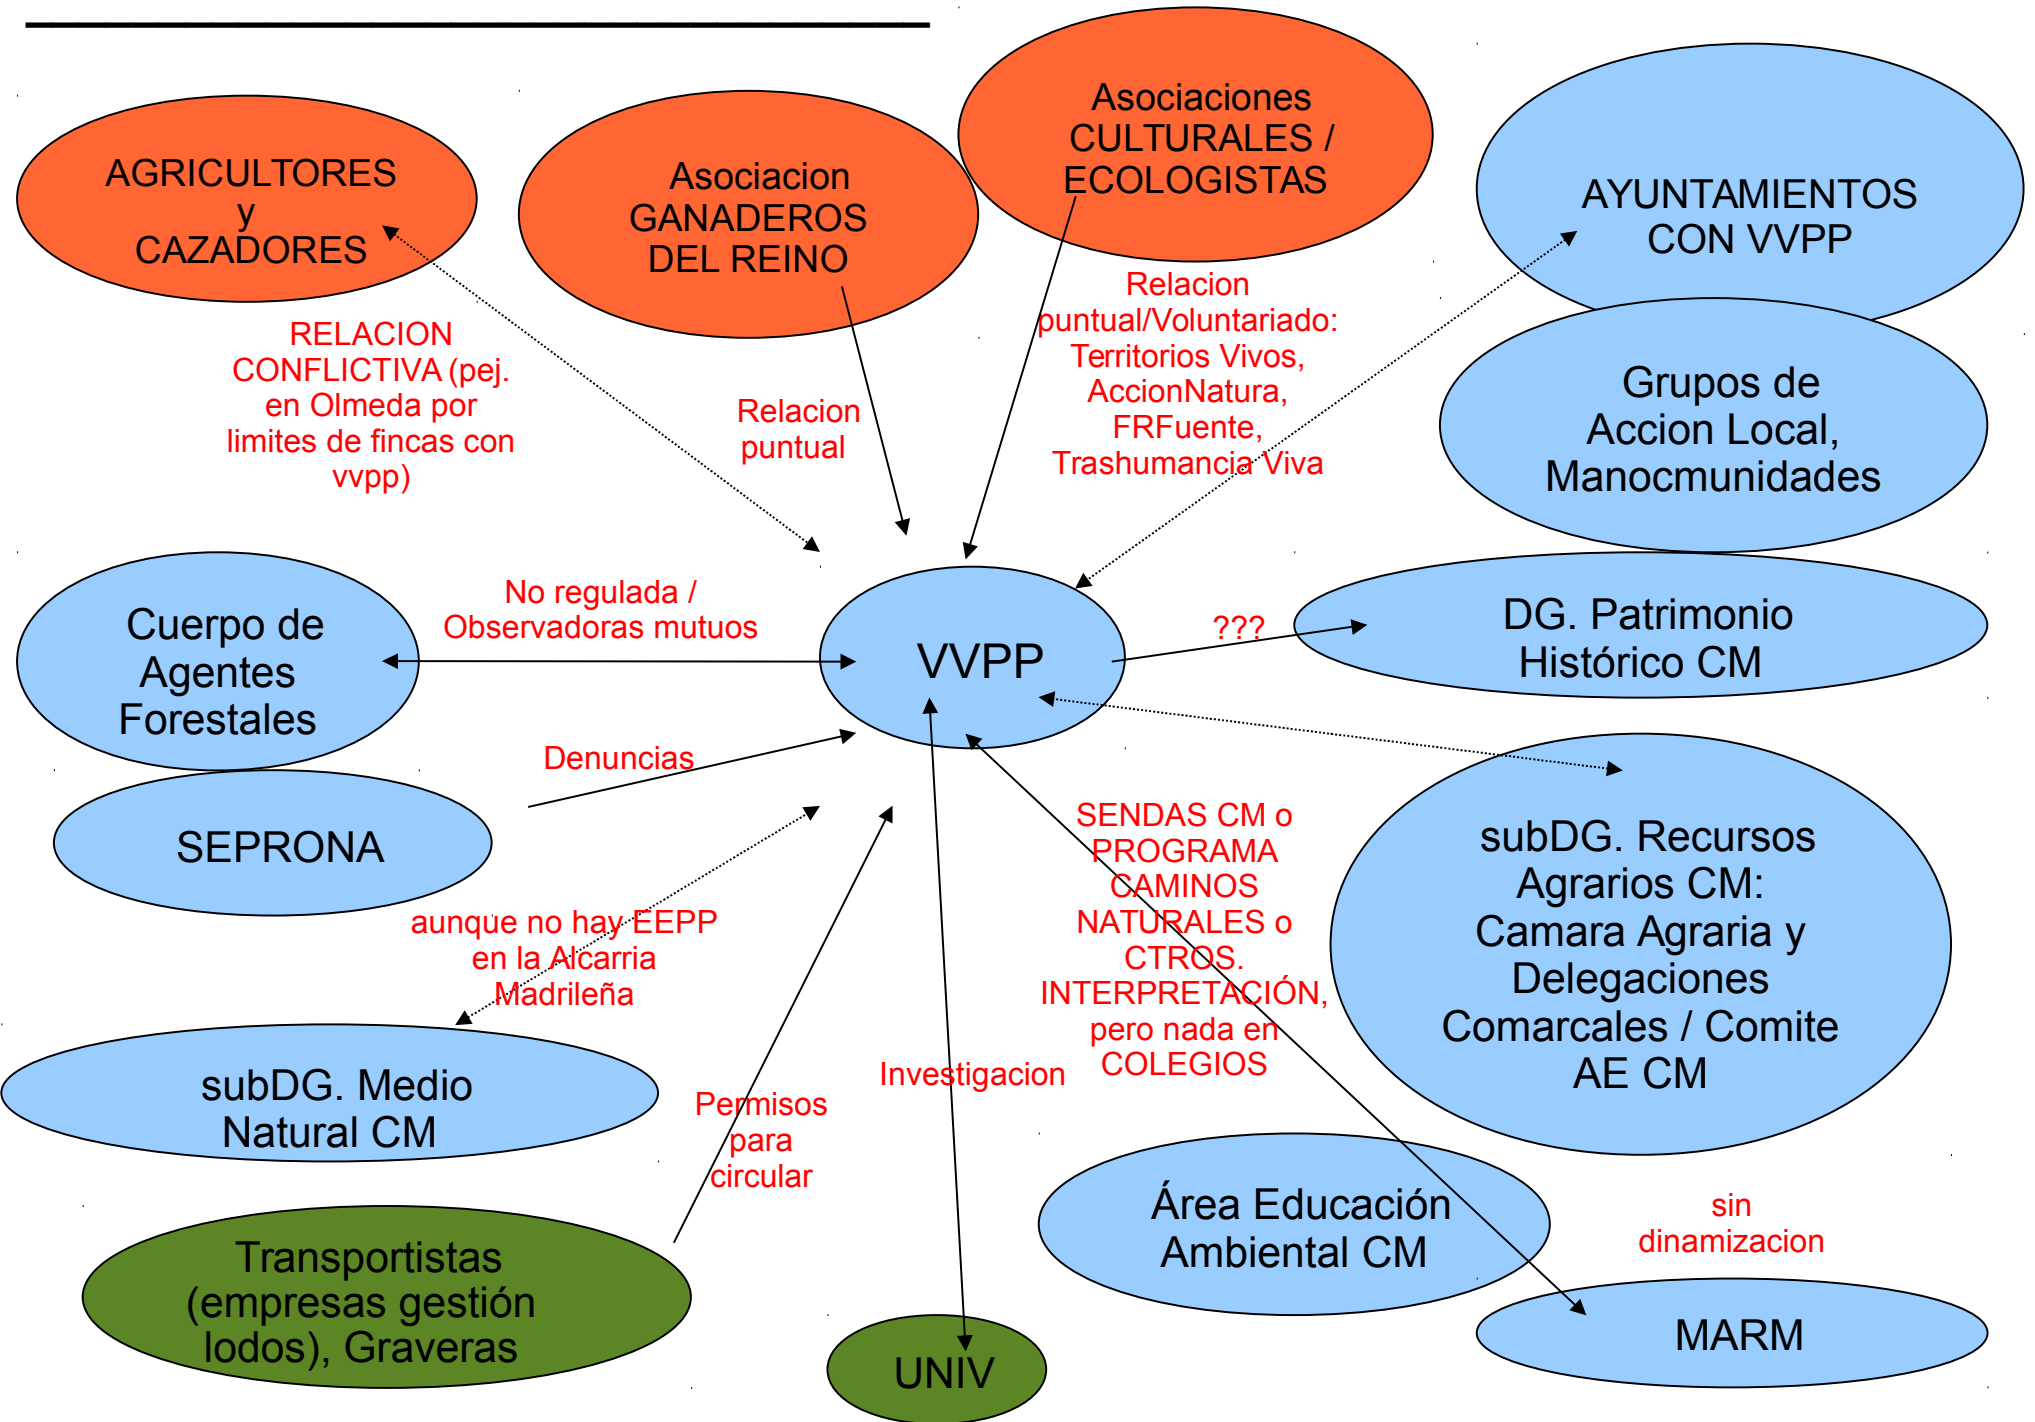 Asociaciones
CULTURALES /
ECOLOGISTAS
AGRICULTORES
y
CAZADORES
Asociacion
GANADEROS
DEL REINO
AYUNTAMIENTOS
CON VVPP
RELACION
CONFLICTIVA (pej.
en Olmeda por
limites de fincas con
vvpp)
Relacion
puntual
Relacion
puntual/Voluntariado:
Territorios Vivos,
AccionNatura,
FRFuente,
Trashumancia Viva
Grupos de
Accion Local,
Manocmunidades
Cuerpo de
Agentes
Forestales
No regulada /
Observadoras mutuos
VVPP
???
DG. Patrimonio
Histórico CM
Denuncias
SEPRONA
SENDAS CM o
PROGRAMA
CAMINOS
NATURALES o
CTROS.
INTERPRETACIÓN,
pero nada en
COLEGIOS
subDG. Recursos
Agrarios CM:
Camara Agraria y
Delegaciones
Comarcales / Comite
AE CM
aunque no hay EEPP
en la Alcarria
Madrileña
subDG. Medio
Natural CM
Permisos
para
circular
Investigacion
Área Educación
Ambiental CM
sin
dinamizacion
Transportistas
(empresas gestión
lodos), Graveras
UNIV
MARM